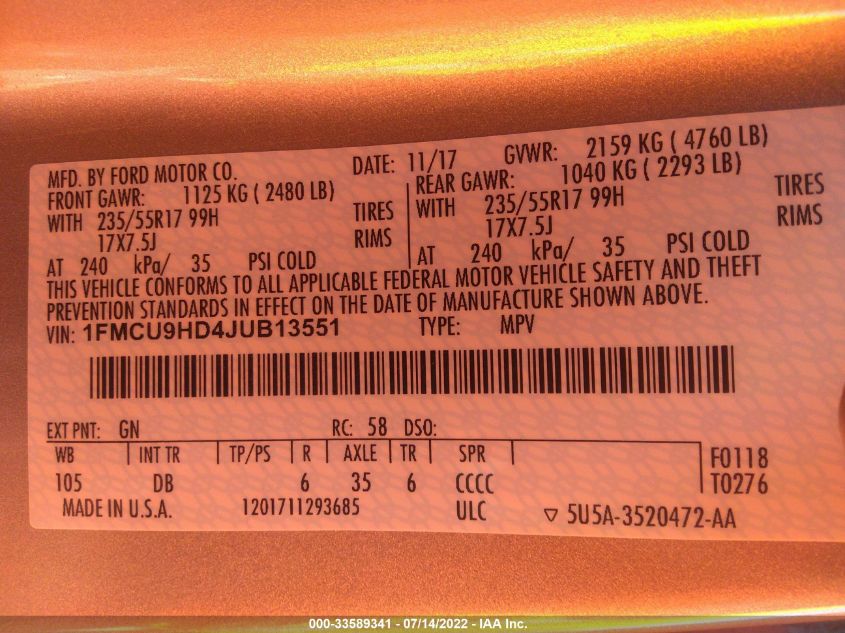 MFD. BY FORD MOTOR CO. DATE: 11/17 GVWR: 2159 KG ( 4760 LB)
FRONT GAWR: 1125 KG ( 2480 LB) REAR GAWR: 1040 KG ( 2293 LB)
WITH 235/55R17 99H TIRES WITH 235/55R17 99H TIRES
17X7.5J RIMS 17X7.5J RIMS
AT 240 kPa/ 35 PSI COLD AT 240 kPa/ 35 PSI COLD
THIS VEHICLE CONFORMS TO ALL APPLICABLE FEDERAL MOTOR VEHICLE SAFETY AND THEFT
PREVENTION STANDARDS IN EFFECT ON THE DATE OF MANUFACTURE SHOWN ABOVE.
VIN: 1FMCU9HD4JUB13551 TYPE: MPV
EXT PNT: GN RC: 58 DSO:
WB INT TR TP/PS R AXLE TR SPR F0118
105 DB 6 35 6 CCCC T0276
MADE IN U.S.A. 1201711293685 ULC ▽ 5U5A-3520472-AA
000-33589341 / 07/14/2022 - IAA Inc.